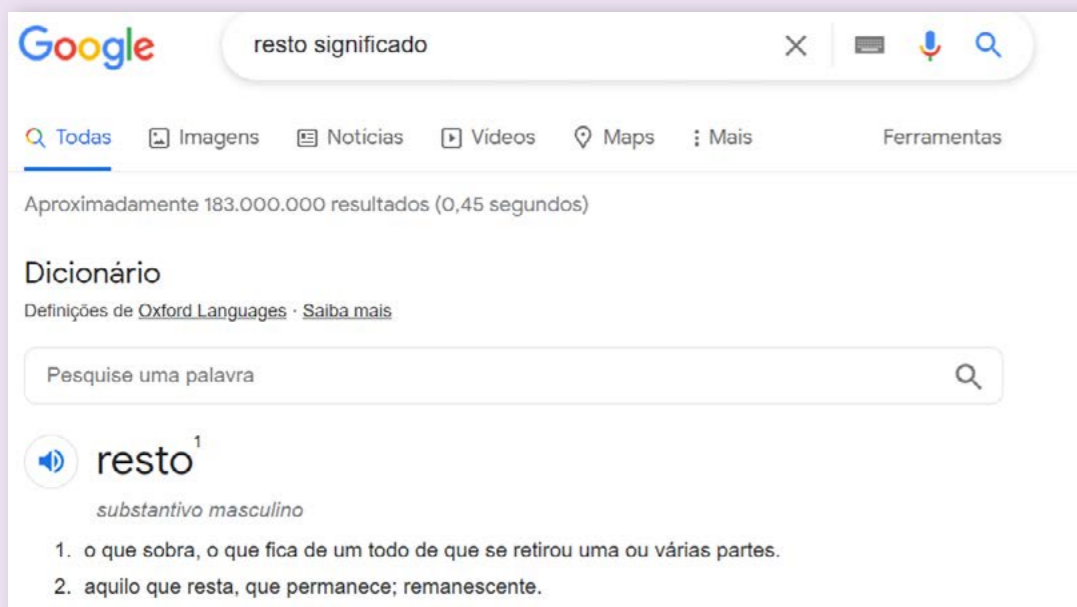 Google resto significado
Todas Imagens Notícias Vídeos Maps Mais Ferramentas
Aproximadamente 183.000.000 resultados (0,45 segundos)
Dicionário
Definições de Oxford Languages · Saiba mais
Pesquise uma palavra
resto¹
substantivo masculino
1. o que sobra, o que fica de um todo de que se retirou uma ou várias partes.
2. aquilo que resta, que permanece; remanescente.